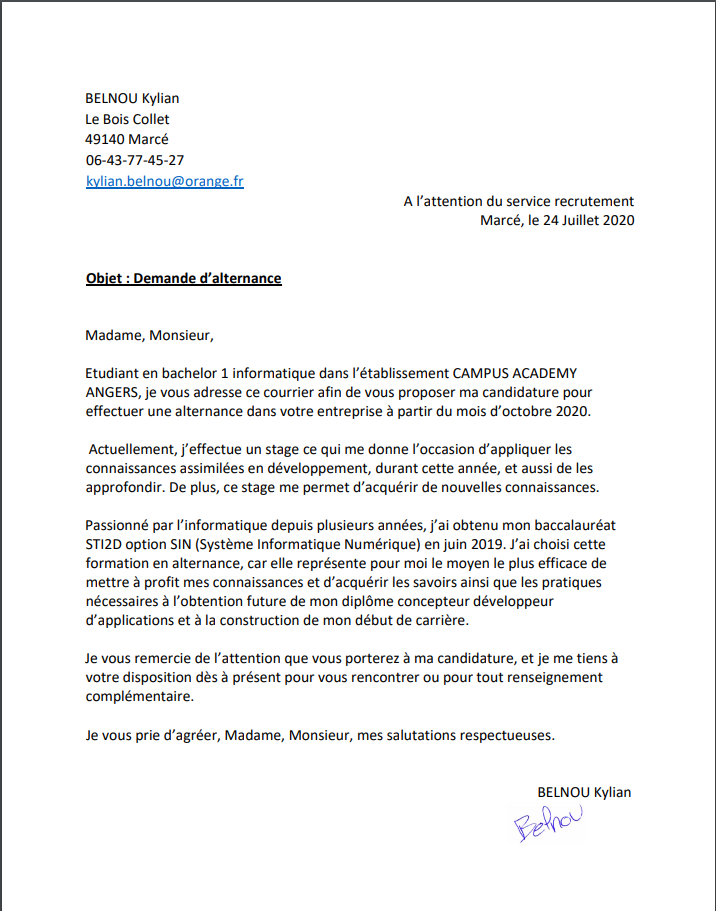 BELNOU Kylian
Le Bois Collet
49140 Marcé
06-43-77-45-27
kylian.belnou@orange.fr
A l’attention du service recrutement
Marcé, le 24 Juillet 2020
Objet : Demande d’alternance
Madame, Monsieur,
Etudiant en bachelor 1 informatique dans l’établissement CAMPUS ACADEMY
ANGERS, je vous adresse ce courrier afin de vous proposer ma candidature pour
effectuer une alternance dans votre entreprise à partir du mois d’octobre 2020.
Actuellement, j’effectue un stage ce qui me donne l’occasion d’appliquer les
connaissances assimilées en développement, durant cette année, et aussi de les
approfondir. De plus, ce stage me permet d’acquérir de nouvelles connaissances.
Passionné par l’informatique depuis plusieurs années, j’ai obtenu mon baccalauréat
STI2D option SIN (Système Informatique Numérique) en juin 2019. J’ai choisi cette
formation en alternance, car elle représente pour moi le moyen le plus efficace de
mettre à profit mes connaissances et d’acquérir les savoirs ainsi que les pratiques
nécessaires à l’obtention future de mon diplôme concepteur développeur
d’applications et à la construction de mon début de carrière.
Je vous remercie de l’attention que vous porterez à ma candidature, et je me tiens à
votre disposition dès à présent pour vous rencontrer ou pour tout renseignement
complémentaire.
Je vous prie d’agréer, Madame, Monsieur, mes salutations respectueuses.
BELNOU Kylian
Belnou